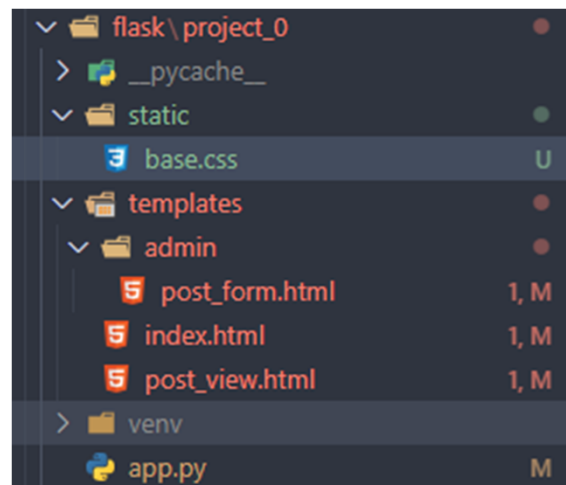 flask\project_0
__pycache__
static
base.css U
templates
admin
post_form.html 1, M
index.html 1, M
post_view.html 1, M
venv
app.py M